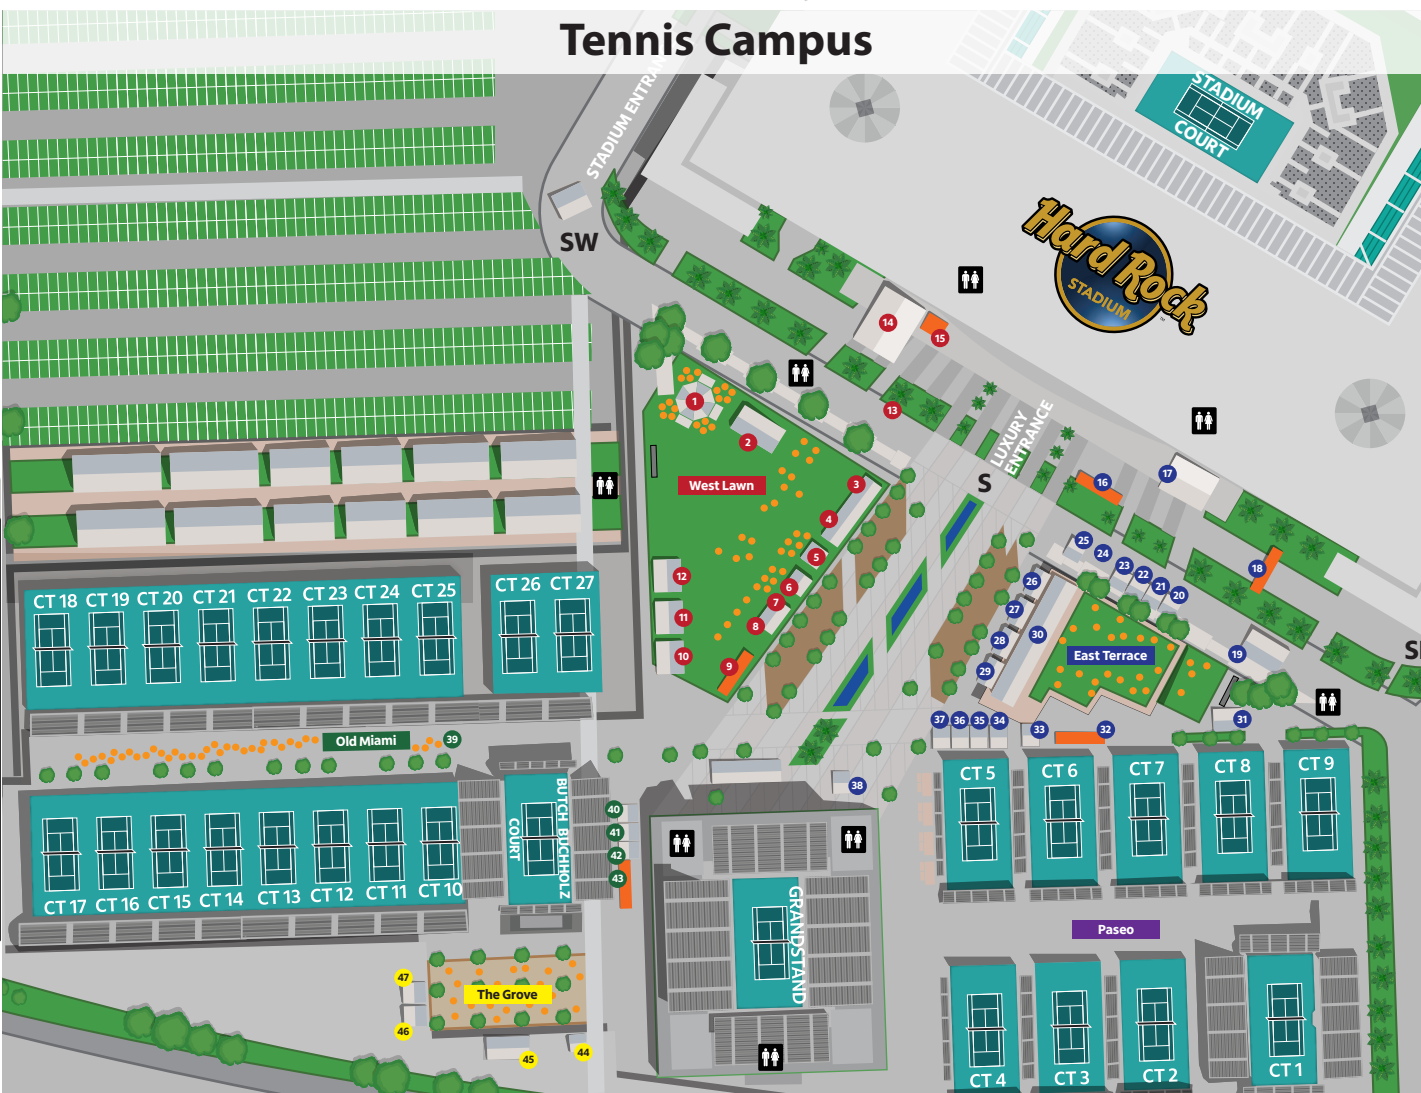 Tennis Campus
STADIUM ENTRAN
STADIUM
COURT
SW
Hard Rock
STADIUM
™
14
15
1
13
2
LUXURY
ENTRANCE
West Lawn
3
S
16
17
4
5
25
24
23
22
21
20
18
12
6
26
7
27
11
8
30
28
10
9
29
East Terrace
19
CT 18
CT 19
CT 20
CT 21
CT 22
CT 23
CT 24
CT 25
CT 26
CT 27
Old Miami
39
37
36
35
34
33
32
31
38
CT 5
CT 6
CT 7
CT 8
CT 9
BUTCH BUCHHOLZ
COURT
40
41
42
43
CT 17
CT 16
CT 15
CT 14
CT 13
CT 12
CT 11
CT 10
GRANDSTAND
Paseo
47
The Grove
46
45
44
CT 4
CT 3
CT 2
CT 1